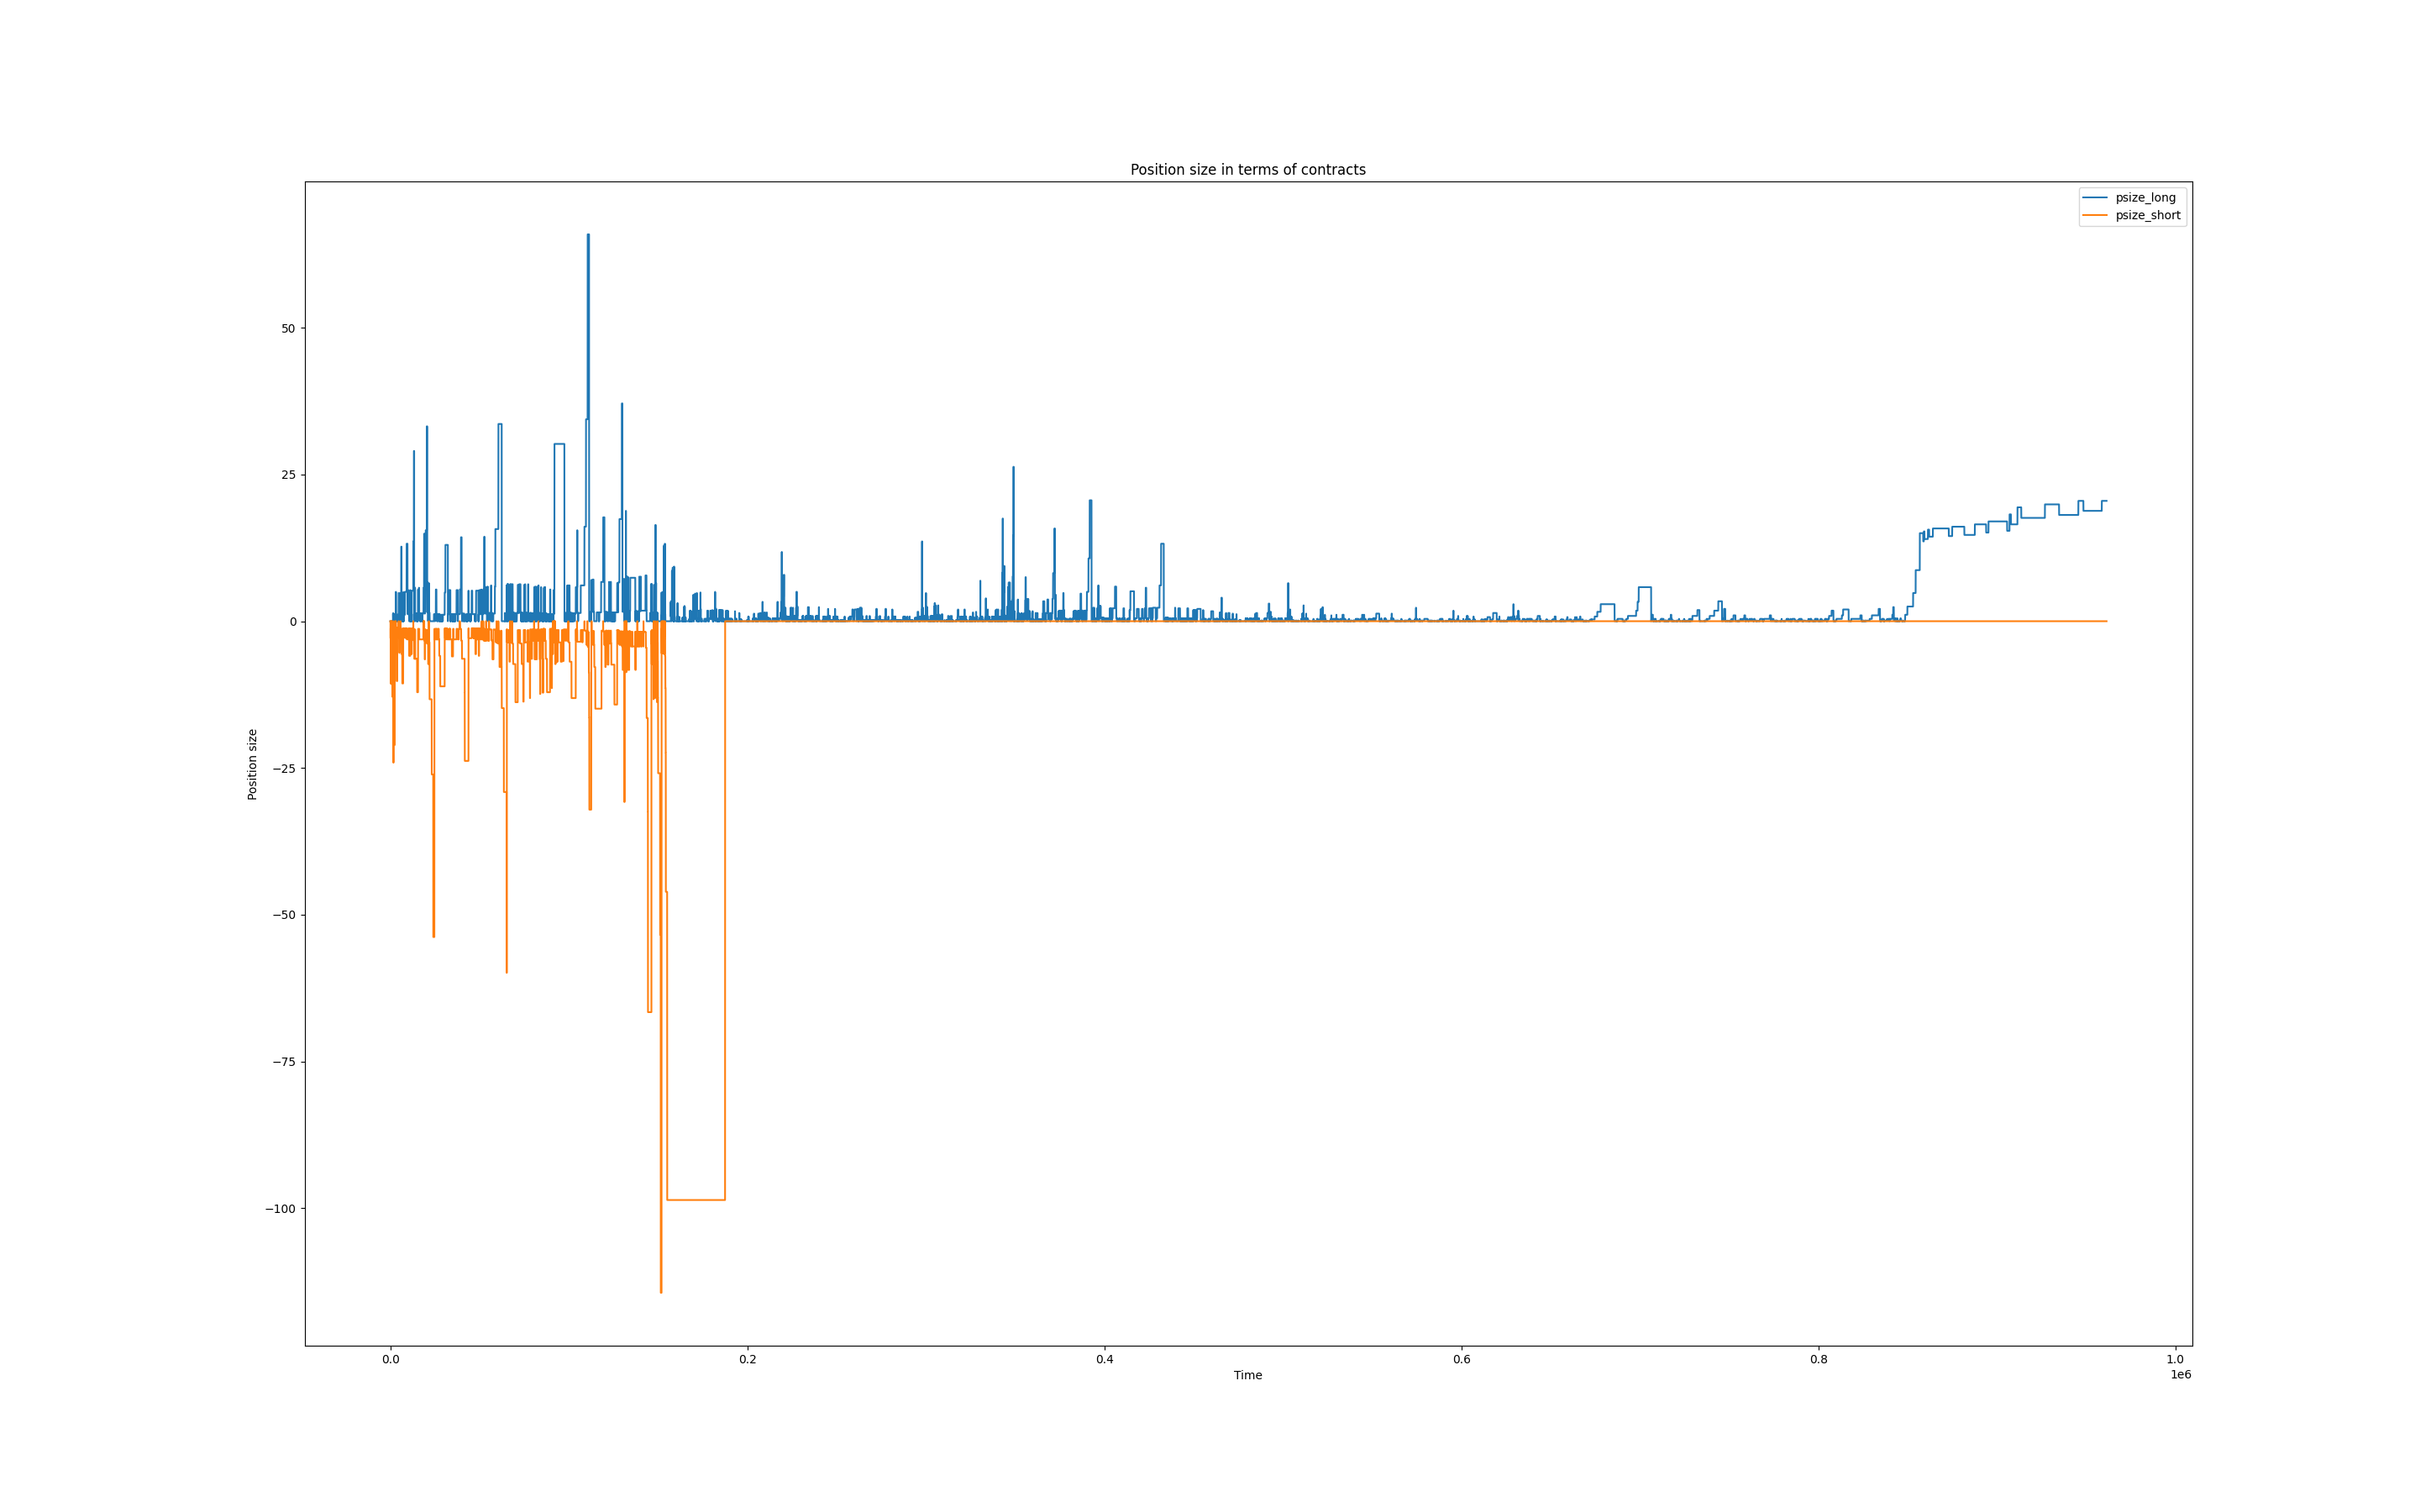 Position size in terms of contracts
psize_long
psize_short
Position size
50
25
0
−25
−50
−75
−100
0.0
0.2
0.4
0.6
0.8
1.0
1e6
Time